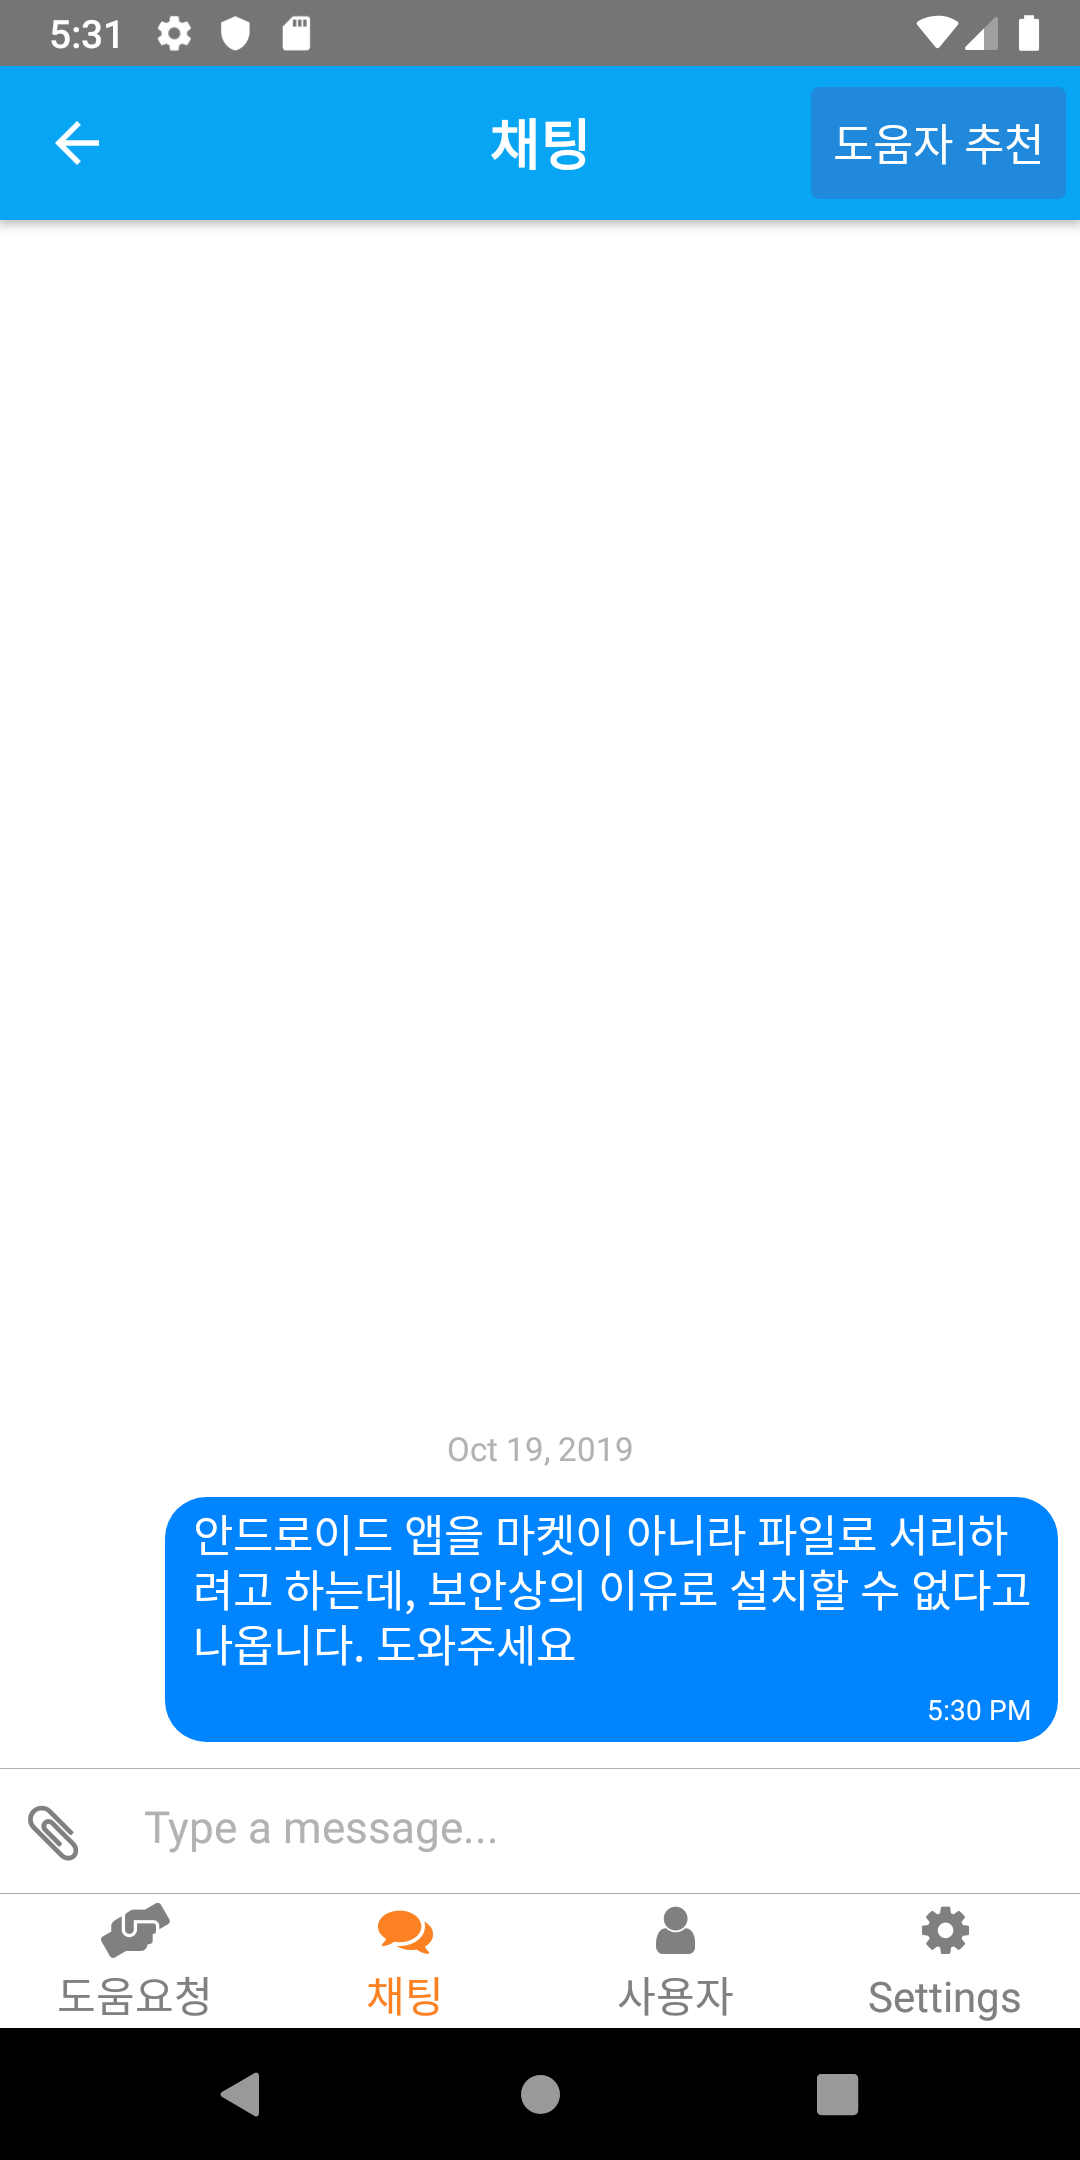 5:31
채팅
도움자 추천
Oct 19, 2019
안드로이드 앱을 마켓이 아니라 파일로 서리하
려고 하는데, 보안상의 이유로 설치할 수 없다고
나옵니다. 도와주세요
5:30 PM
Type a message...
도움요청
채팅
사용자
Settings